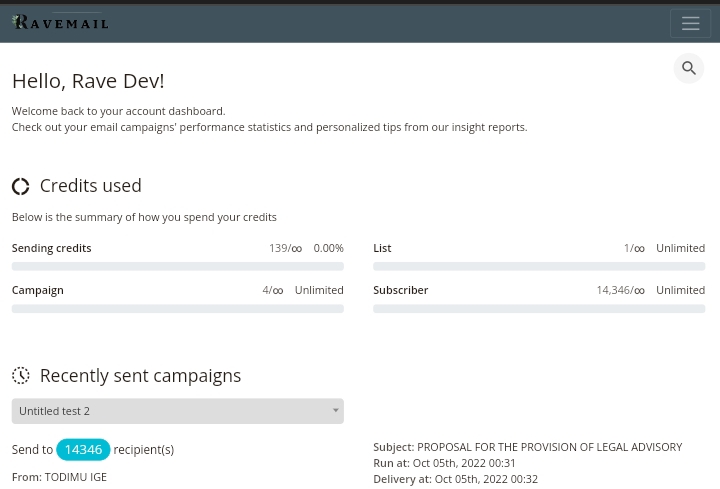 RAVEMAIL
Hello, Rave Dev!
Welcome back to your account dashboard.
Check out your email campaigns' performance statistics and personalized tips from our insight reports.
Credits used
Below is the summary of how you spend your credits
Sending credits 139/∞ 0.00%
List 1/∞ Unlimited
Campaign 4/∞ Unlimited
Subscriber 14,346/∞ Unlimited
Recently sent campaigns
Untitled test 2
Send to 14346 recipient(s)
From: TODIMU IGE
Subject: PROPOSAL FOR THE PROVISION OF LEGAL ADVISORY
Run at: Oct 05th, 2022 00:31
Delivery at: Oct 05th, 2022 00:32